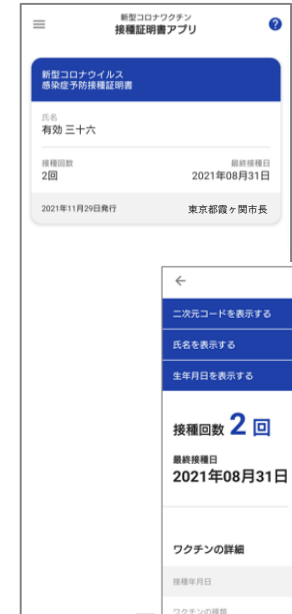 新型コロナワクチン
接種証明書アプリ
?
新型コロナウイルス
感染症予防接種証明書
氏名
有効 三十六
接種回数
最終接種日
2回
2021年08月31日
2021年11月29日発行
東京都霞ヶ関市長
←
二次元コードを表示する
氏名を表示する
生年月日を表示する
接種回数 2 回
最終接種日
2021年08月31日
ワクチンの詳細
接種年月日
ワクチンの種類